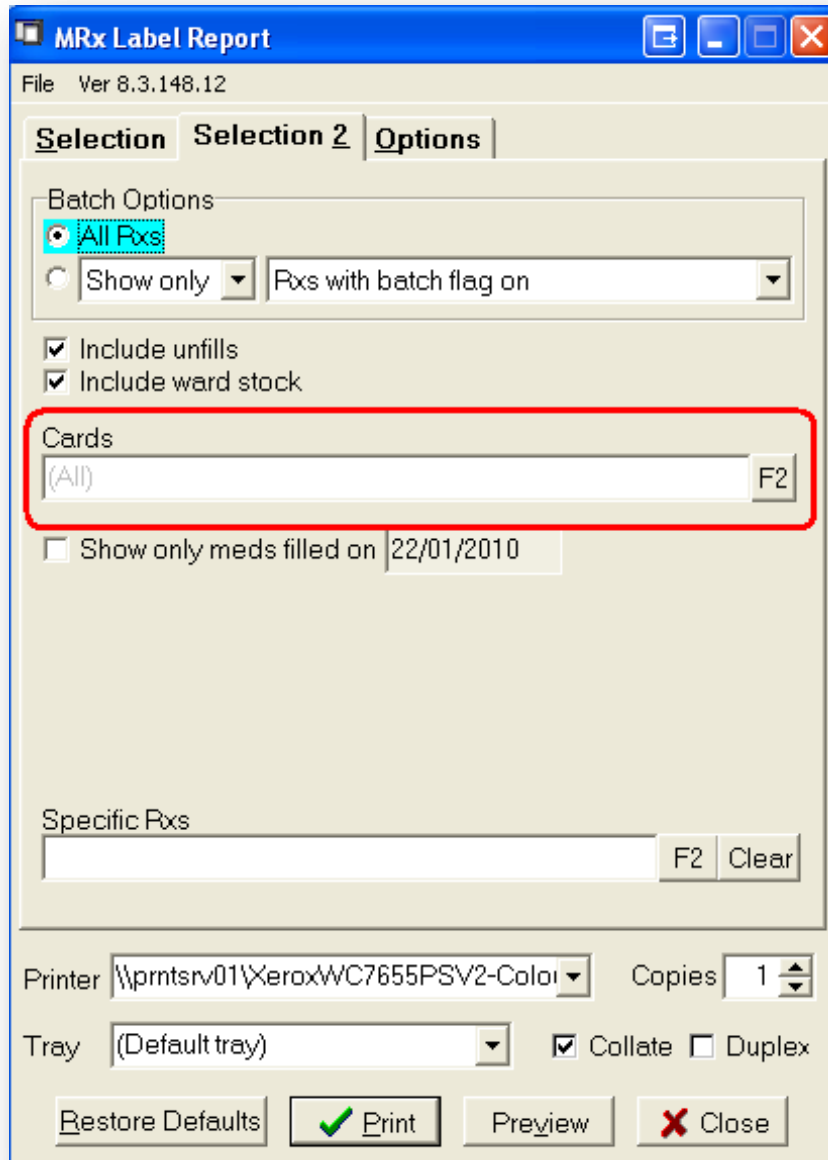 MRx Label Report
File Ver 8.3.148.12
Selection Selection 2 Options
Batch Options
All Rxs
Show only Rxs with batch flag on
Include unfills
Include ward stock
Cards
(All) F2
Show only meds filled on 22/01/2010
Specific Rxs
F2 Clear
Printer \\prntsrv01\XeroxWC7655PSV2-Colou Copies 1
Tray (Default tray) Collate Duplex
Restore Defaults Print Preview Close